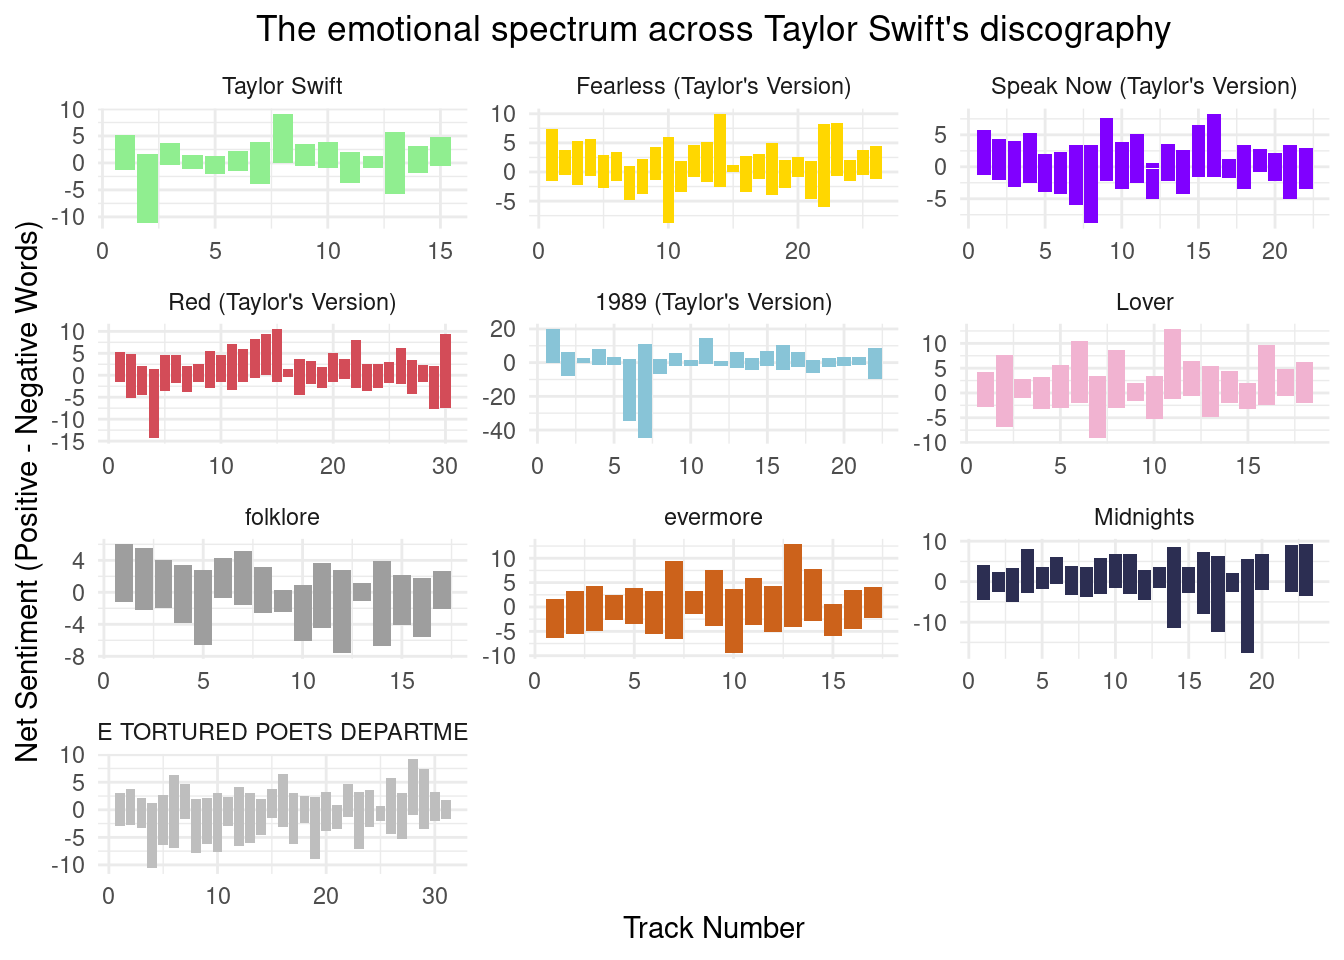 The emotional spectrum across Taylor Swift's discography
Net Sentiment (Positive - Negative Words)
Taylor Swift
10
5
0
-5
-10
0 5 10 15
Fearless (Taylor's Version)
10
5
0
-5
0 10 20
Speak Now (Taylor's Version)
5
0
-5
0 5 10 15 20
Red (Taylor's Version)
10
5
0
-5
-10
-15
0 10 20 30
1989 (Taylor's Version)
20
0
-20
-40
0 5 10 15 20
Lover
10
5
0
-5
-10
0 5 10 15
folklore
4
0
-4
-8
0 5 10 15
evermore
10
5
0
-5
-10
0 5 10 15
Midnights
10
0
-10
0 5 10 15 20
E TORTURED POETS DEPARTME
10
5
0
-5
-10
0 10 20 30
Track Number